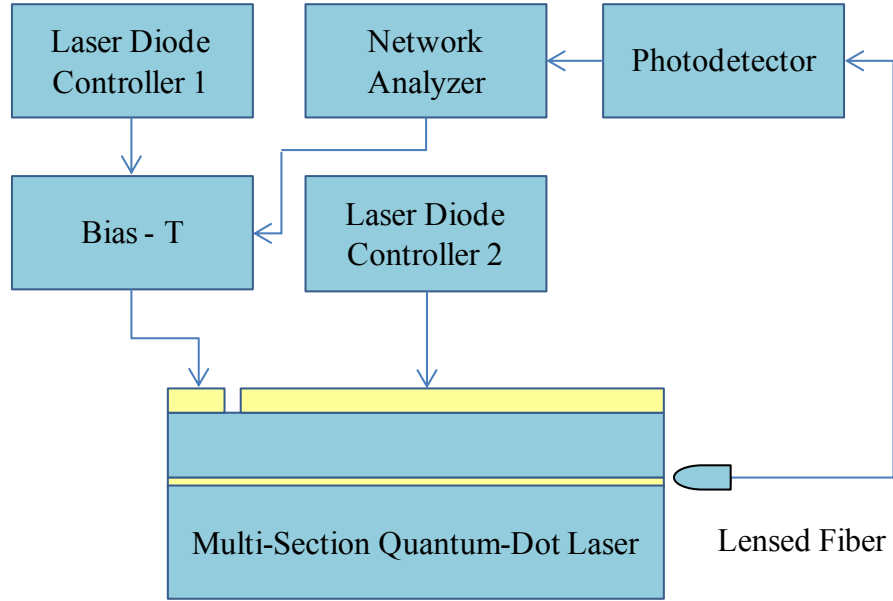 Laser Diode
Controller 1
Network
Analyzer
Photodetector
Bias - T
Laser Diode
Controller 2
Multi-Section Quantum-Dot Laser
Lensed Fiber